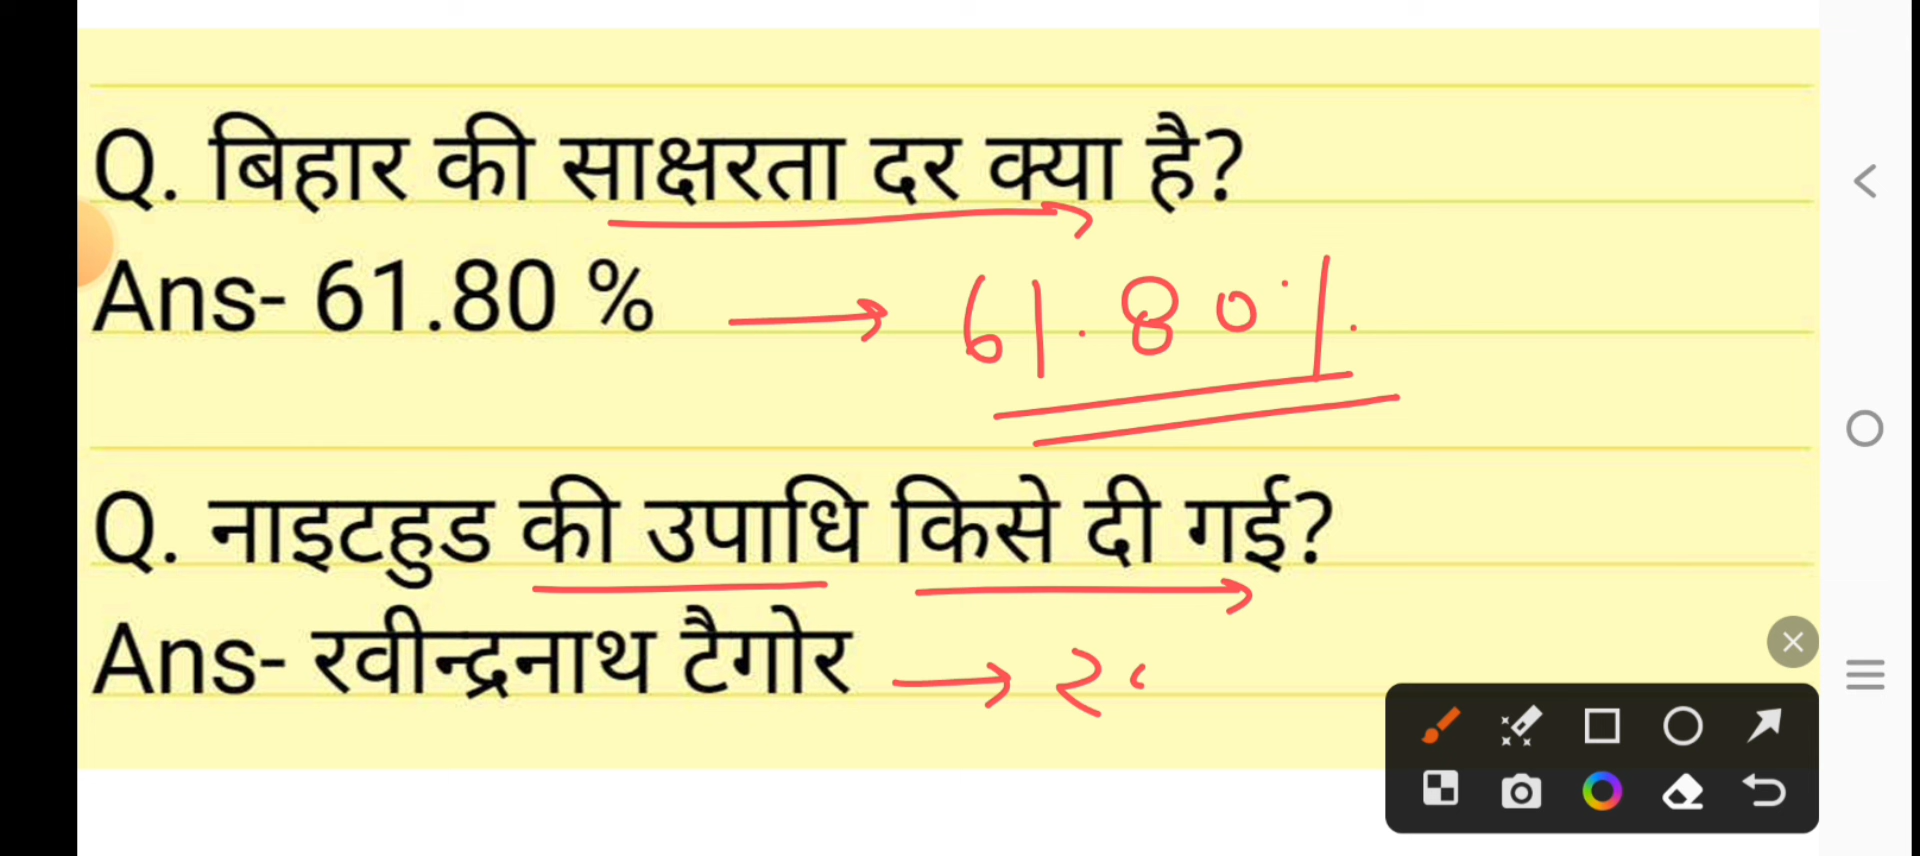 Q. बिहार की साक्षरता दर क्या है?
Ans- 61.80 % → 61.80%
Q. नाइटहुड की उपाधि किसे दी गई?
Ans- रवीन्द्रनाथ टैगोर → र